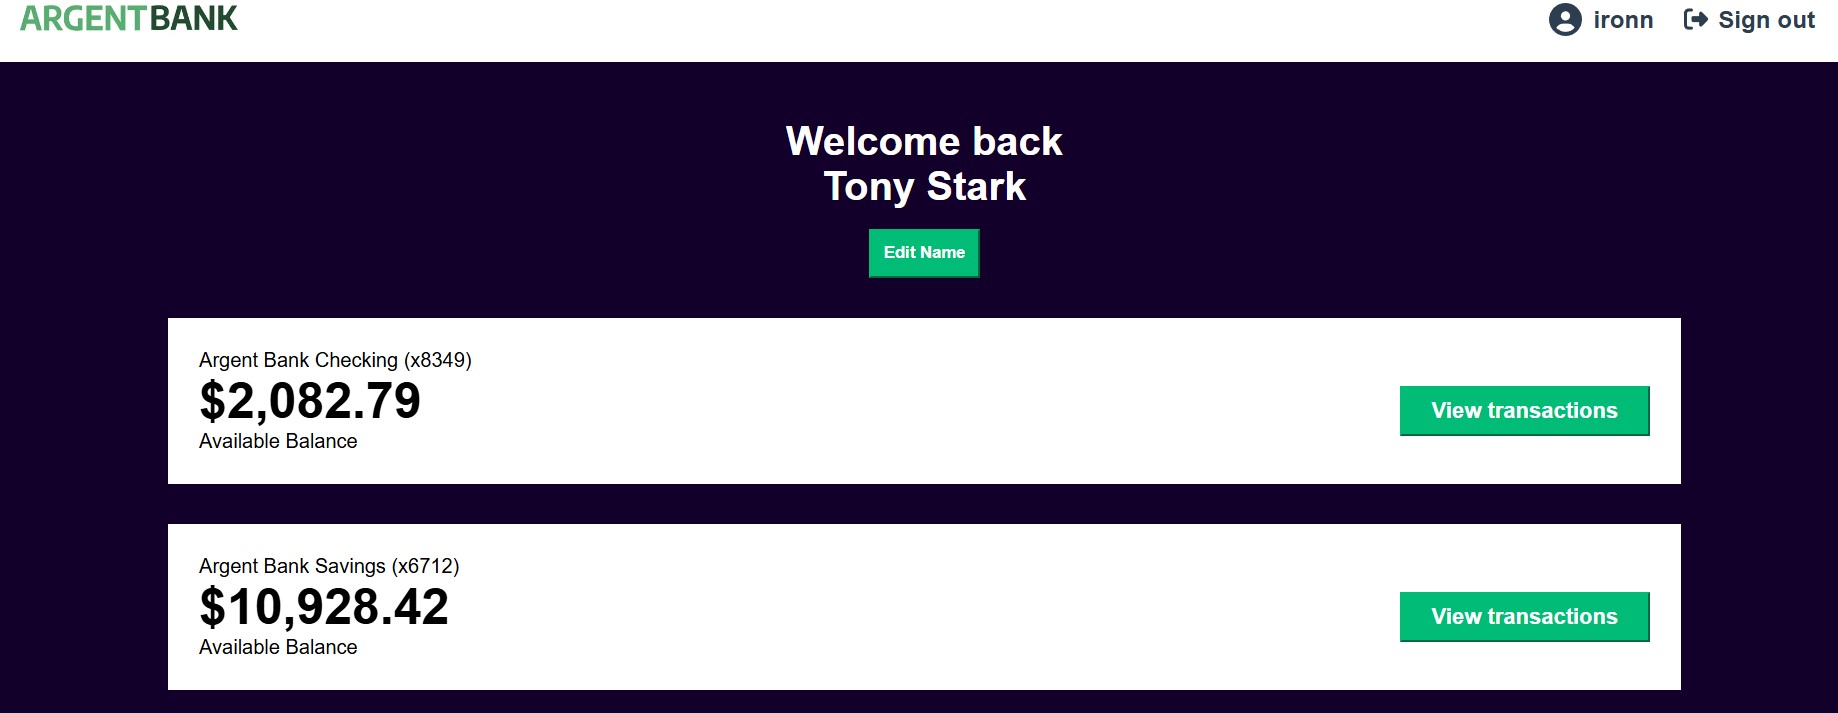 ARGENTBANK
ironn
Sign out
Welcome back
Tony Stark
Edit Name
Argent Bank Checking (x8349)
$2,082.79
Available Balance
View transactions
Argent Bank Savings (x6712)
$10,928.42
Available Balance
View transactions